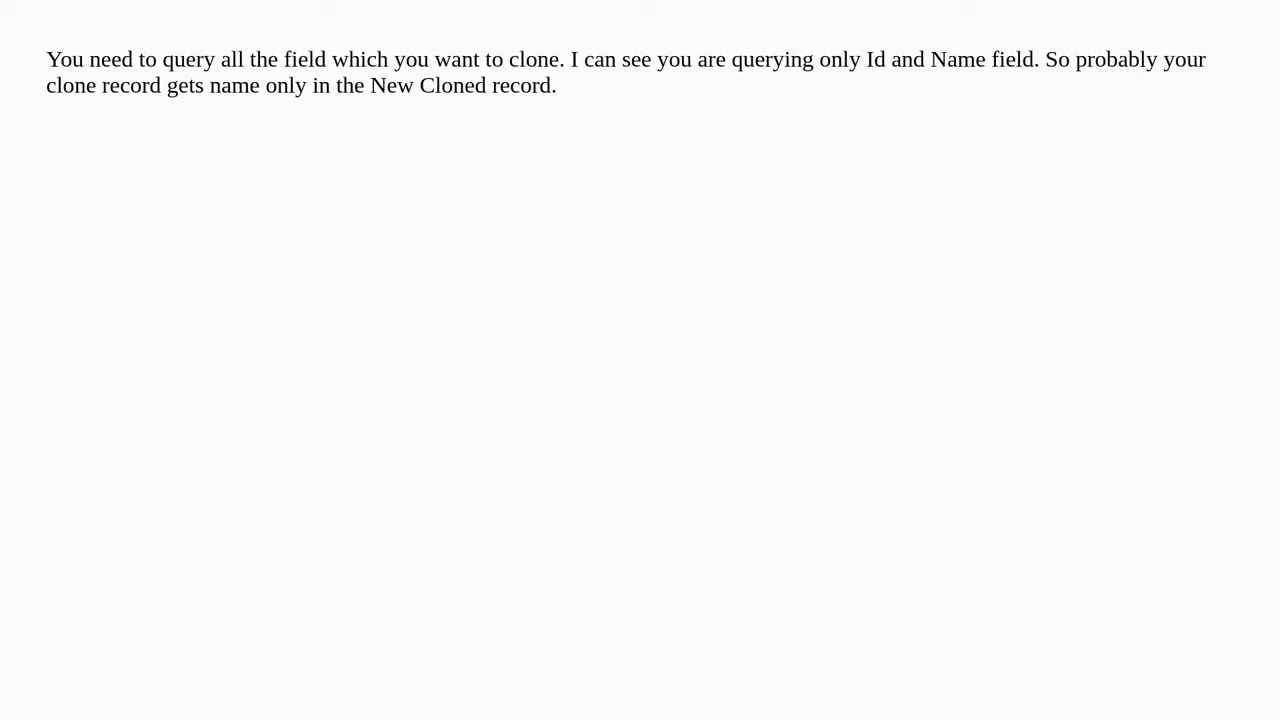 You need to query all the field which you want to clone. I can see you are querying only Id and Name field. So probably your
clone record gets name only in the New Cloned record.